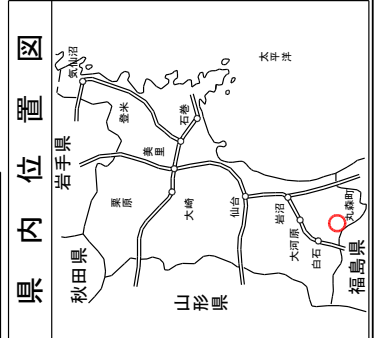 県内位置図
秋田県
岩手県
気仙沼
太平洋
登米
石巻
美里
栗原
大崎
仙台
山形県
岩沼
大河原
白石
丸森町
福島県